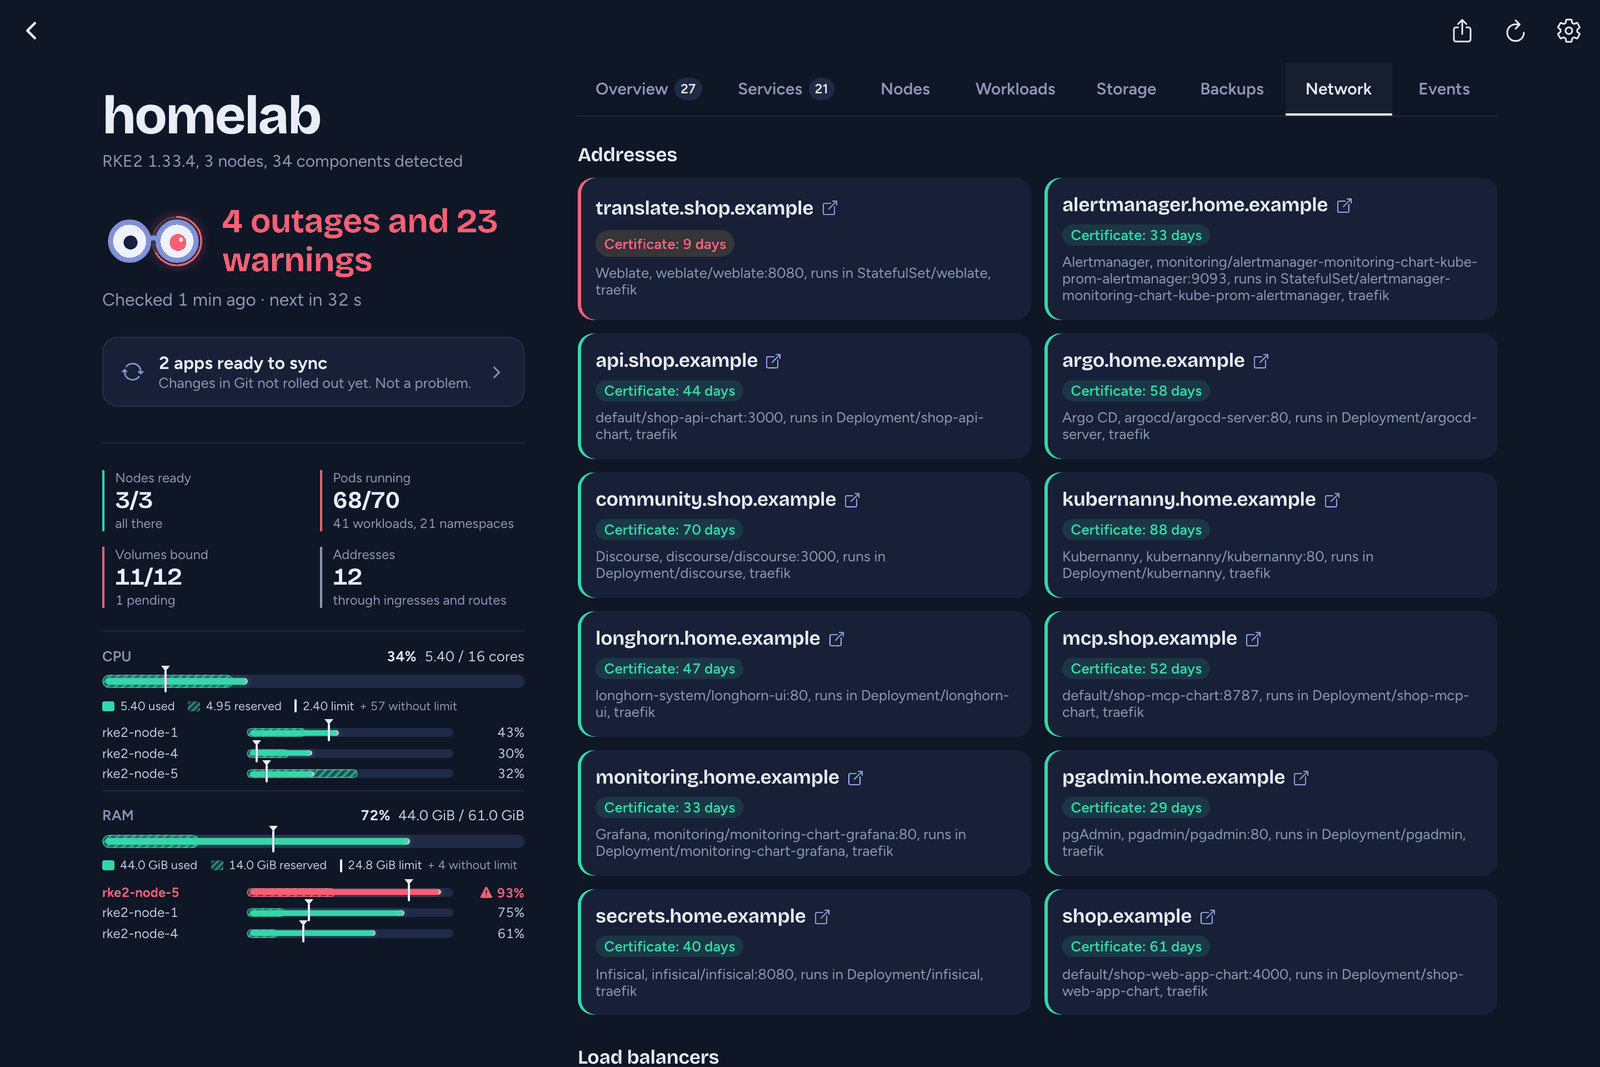 homelab
RKE2 1.33.4, 3 nodes, 34 components detected
4 outages and 23
warnings
Checked 1 min ago · next in 32 s
2 apps ready to sync
Changes in Git not rolled out yet. Not a problem.
Nodes ready
3/3
all there
Pods running
68/70
41 workloads, 21 namespaces
Volumes bound
11/12
1 pending
Addresses
12
through ingresses and routes
CPU 34% 5.40 / 16 cores
5.40 used 4.95 reserved 2.40 limit + 57 without limit
rke2-node-1 43%
rke2-node-4 30%
rke2-node-5 32%
RAM 72% 44.0 GiB / 61.0 GiB
44.0 GiB used 14.0 GiB reserved 24.8 GiB limit + 4 without limit
rke2-node-5 93%
rke2-node-1 75%
rke2-node-4 61%
Overview 27 Services 21 Nodes Workloads Storage Backups Network Events
Addresses
translate.shop.example
Certificate: 9 days
Weblate, weblate/weblate:8080, runs in StatefulSet/weblate,
traefik
alertmanager.home.example
Certificate: 33 days
Alertmanager, monitoring/alertmanager-monitoring-chart-kube-
prom-alertmanager:9093, runs in StatefulSet/alertmanager-
monitoring-chart-kube-prom-alertmanager, traefik
api.shop.example
Certificate: 44 days
default/shop-api-chart:3000, runs in Deployment/shop-api-
chart, traefik
argo.home.example
Certificate: 58 days
Argo CD, argocd/argocd-server:80, runs in Deployment/argocd-
server, traefik
community.shop.example
Certificate: 70 days
Discourse, discourse/discourse:3000, runs in
Deployment/discourse, traefik
kubernanny.home.example
Certificate: 88 days
Kubernanny, kubernanny/kubernanny:80, runs in
Deployment/kubernanny, traefik
longhorn.home.example
Certificate: 47 days
longhorn-system/longhorn-ui:80, runs in Deployment/longhorn-
ui, traefik
mcp.shop.example
Certificate: 52 days
default/shop-mcp-chart:8787, runs in Deployment/shop-mcp-
chart, traefik
monitoring.home.example
Certificate: 33 days
Grafana, monitoring/monitoring-chart-grafana:80, runs in
Deployment/monitoring-chart-grafana, traefik
pgadmin.home.example
Certificate: 29 days
pgAdmin, pgadmin/pgadmin:80, runs in Deployment/pgadmin,
traefik
secrets.home.example
Certificate: 40 days
Infisical, infisical/infisical:8080, runs in Deployment/infisical,
traefik
shop.example
Certificate: 61 days
default/shop-web-app-chart:4000, runs in Deployment/shop-
web-app-chart, traefik
Load balancers